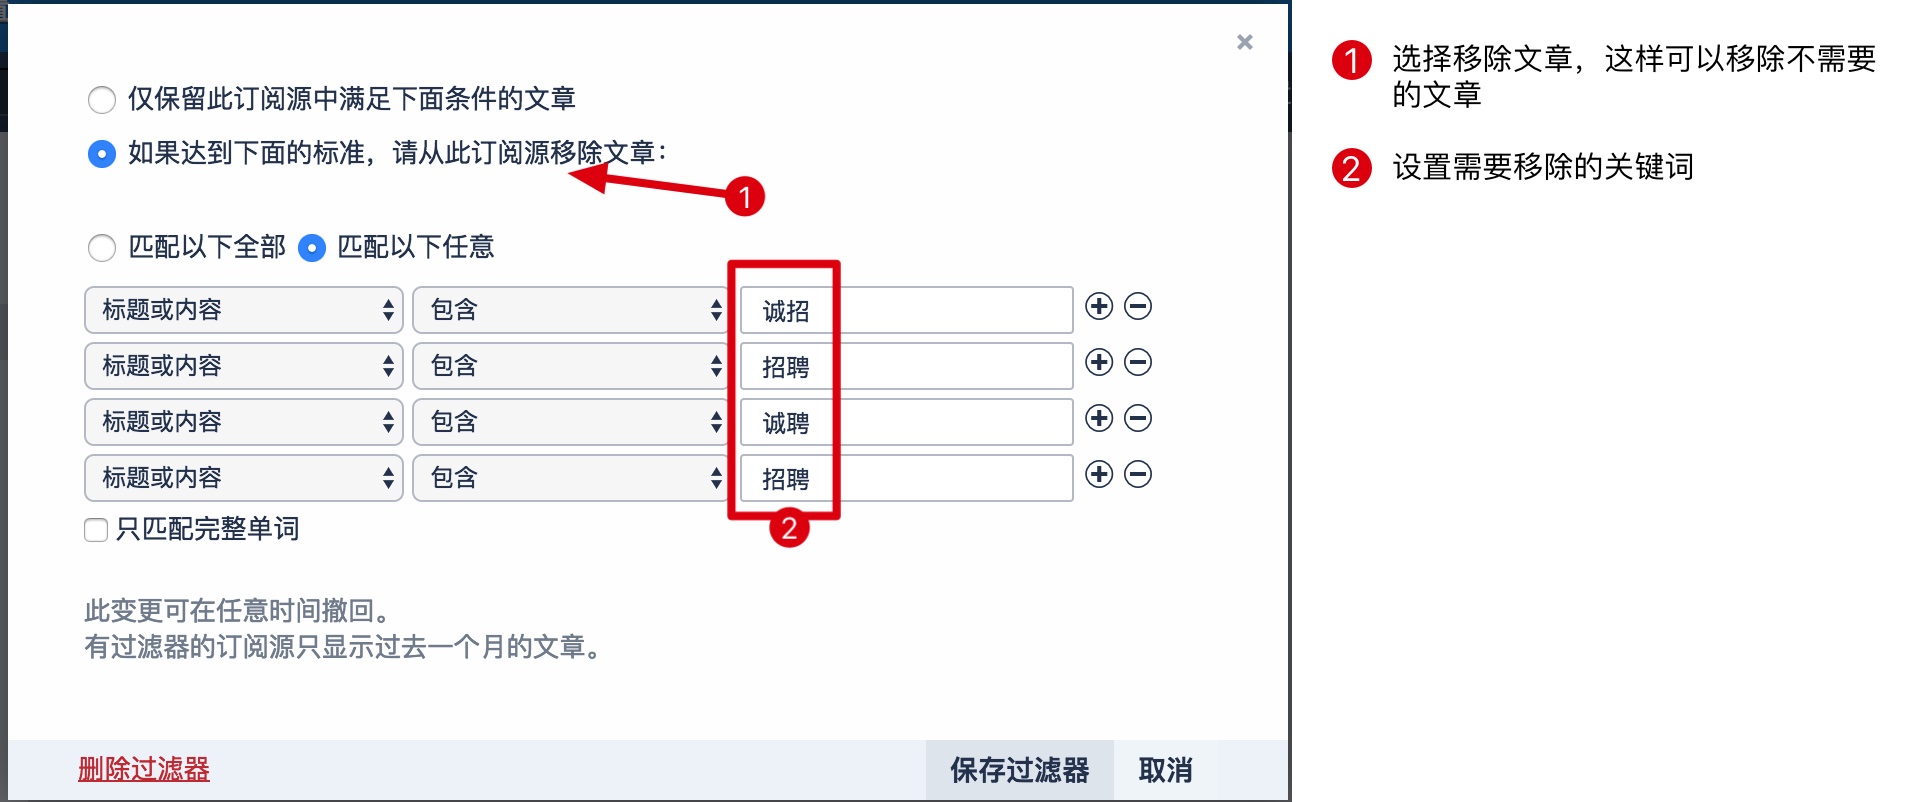 仅保留此订阅源中满足下面条件的文章
如果达到下面的标准，请从此订阅源移除文章：
1
匹配以下全部 匹配以下任意
标题或内容 包含 诚招
标题或内容 包含 招聘
标题或内容 包含 诚聘
标题或内容 包含 招聘
2
只匹配完整单词
此变更可在任意时间撤回。
有过滤器的订阅源只显示过去一个月的文章。
删除过滤器 保存过滤器 取消
1 选择移除文章，这样可以移除不需要
的文章
2 设置需要移除的关键词